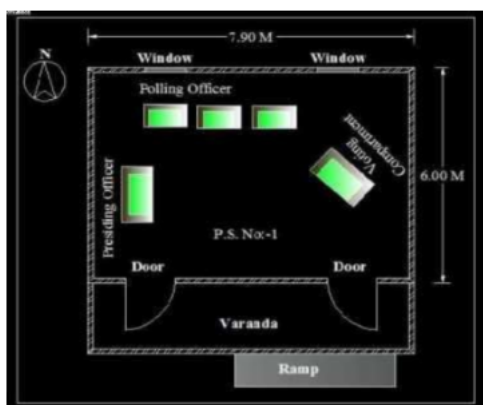 7.90 M
N
Window
Window
Polling Officer
Voting
Compartment
6.00 M
Presiding Officer
P.S. No:-1
Door
Door
Varanda
Ramp